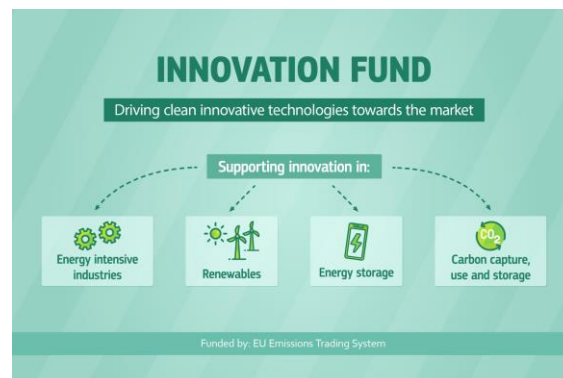 INNOVATION FUND
Driving clean innovative technologies towards the market
Supporting innovation in:
Energy intensive
industries
Renewables
Energy storage
CO₂
Carbon capture,
use and storage
Funded by: EU Emissions Trading System